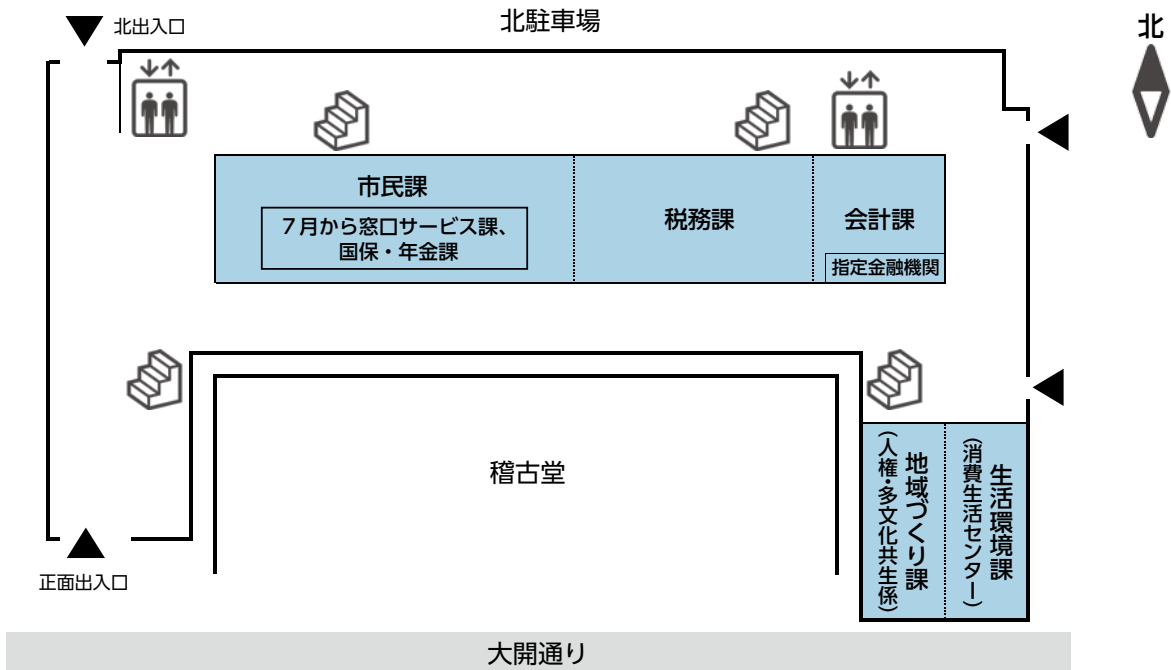 北出入口
北駐車場
北
市民課
７月から窓口サービス課、
国保・年金課
税務課
会計課
指定金融機関
稽古堂
地域づくり課
（人権・多文化共生係）
生活環境課
（消費生活センター）
正面出入口
大開通り